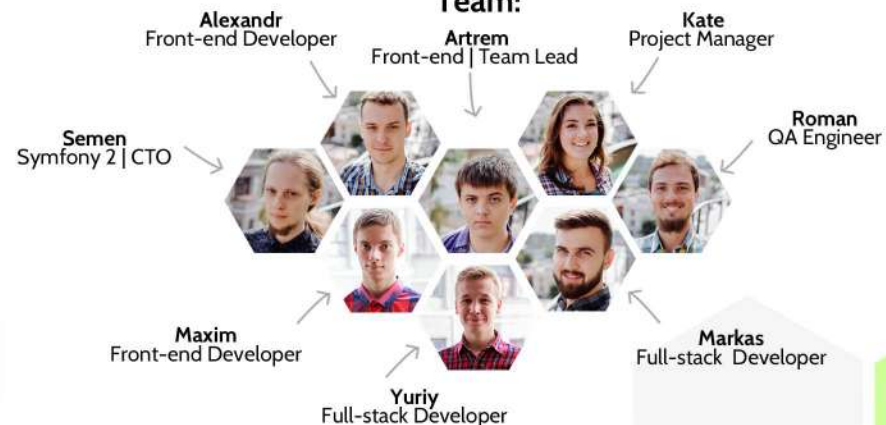 Team:
Alexandr
Front-end Developer
Artrem
Front-end | Team Lead
Kate
Project Manager
Semen
Symfony 2 | CTO
Roman
QA Engineer
Maxim
Front-end Developer
Markas
Full-stack Developer
Yuriy
Full-stack Developer